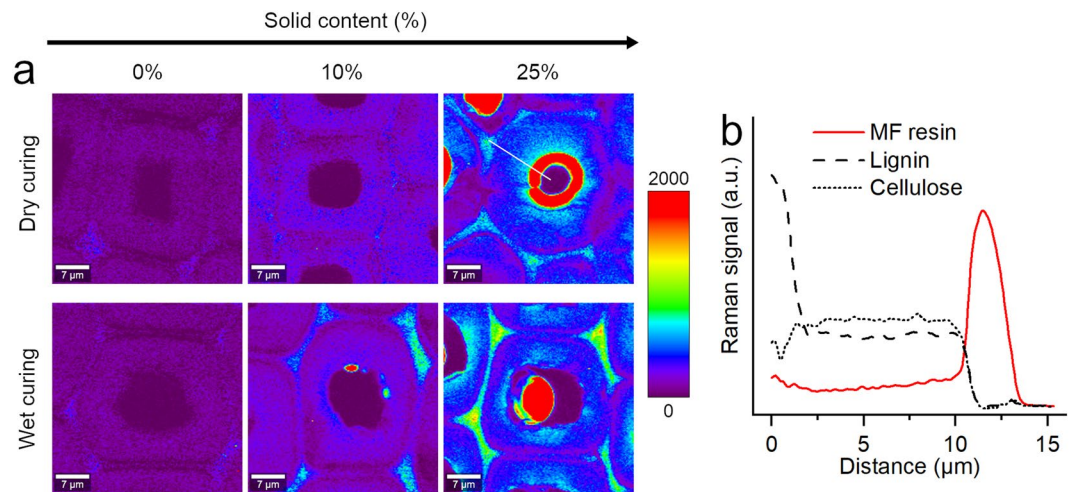 Solid content (%)
a
0%
10%
25%
Dry curing
7 µm
7 µm
7 µm
Wet curing
7 µm
7 µm
7 µm
2000
0
b
MF resin
Lignin
Cellulose
Raman signal (a.u.)
0
5
10
15
Distance (µm)